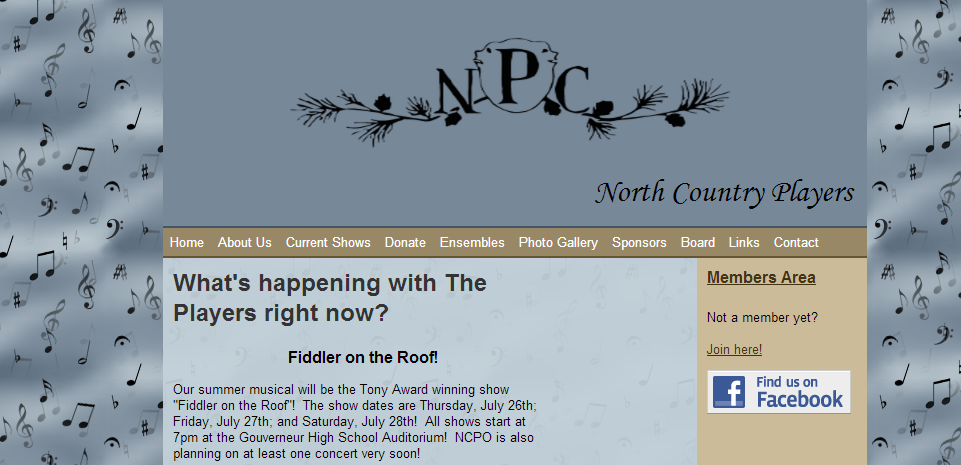 NPC
North Country Players
Home About Us Current Shows Donate Ensembles Photo Gallery Sponsors Board Links Contact
What's happening with The
Players right now?
Fiddler on the Roof!
Our summer musical will be the Tony Award winning show
"Fiddler on the Roof"!  The show dates are Thursday, July 26th;
Friday, July 27th; and Saturday, July 28th!  All shows start at
7pm at the Gouverneur High School Auditorium!  NCPO is also
planning on at least one concert very soon!
Members Area
Not a member yet?
Join here!
f
Find us on
Facebook